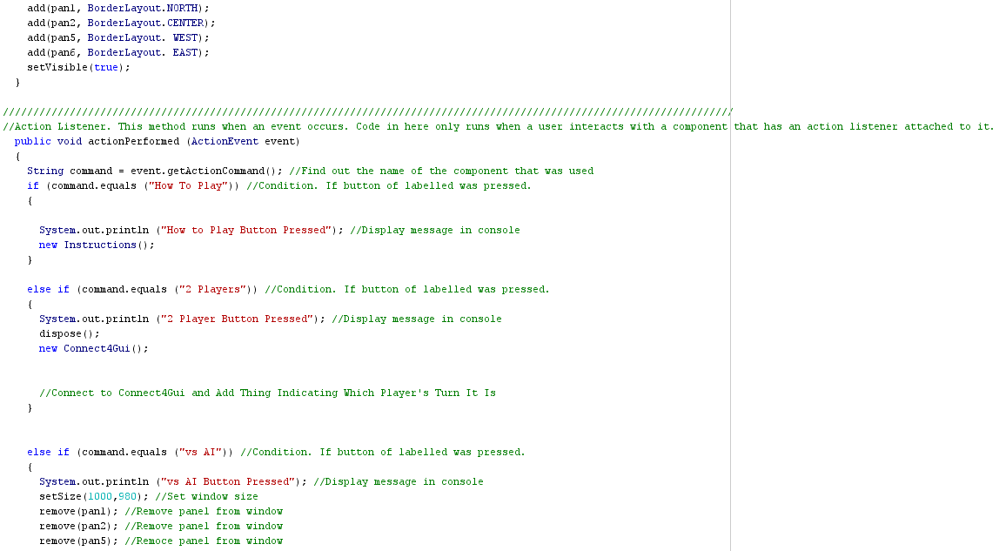 add(pan1, BorderLayout.NORTH);
add(pan2, BorderLayout.CENTER);
add(pan5, BorderLayout. WEST);
add(pan6, BorderLayout. EAST);
setVisible(true);
}
////////////////////////////////////////////////////////////////////////////////////////////////////////////////////////
//Action Listener. This method runs when an event occurs. Code in here only runs when a user interacts with a component that has an action listener attached to it.
public void actionPerformed (ActionEvent event)
{
String command = event.getActionCommand(); //Find out the name of the component that was used
if (command.equals ("How To Play")) //Condition. If button of labelled was pressed.
{
System.out.println ("How to Play Button Pressed"); //Display message in console
new Instructions();
}
else if (command.equals ("2 Players")) //Condition. If button of labelled was pressed.
{
System.out.println ("2 Player Button Pressed"); //Display message in console
dispose();
new Connect4Gui();
//Connect to Connect4Gui and Add Thing Indicating Which Player's Turn It Is
}
else if (command.equals ("vs AI")) //Condition. If button of labelled was pressed.
{
System.out.println ("vs AI Button Pressed"); //Display message in console
setSize(1000,980); //Set window size
remove(pan1); //Remove panel from window
remove(pan2); //Remove panel from window
remove(pan5); //Remoce panel from window